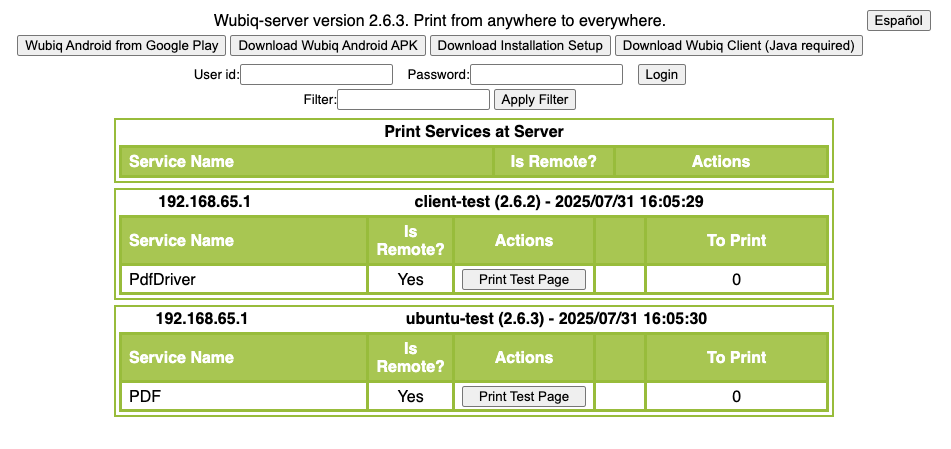 Wubiq-server version 2.6.3. Print from anywhere to everywhere.
Español
Wubiq Android from Google Play Download Wubiq Android APK Download Installation Setup Download Wubiq Client (Java required)
User id: Password: Login
Filter: Apply Filter
Print Services at Server
Service Name Is Remote? Actions
192.168.65.1 client-test (2.6.2) - 2025/07/31 16:05:29
Service Name Is Remote? Actions To Print
PdfDriver Yes Print Test Page 0
192.168.65.1 ubuntu-test (2.6.3) - 2025/07/31 16:05:30
Service Name Is Remote? Actions To Print
PDF Yes Print Test Page 0